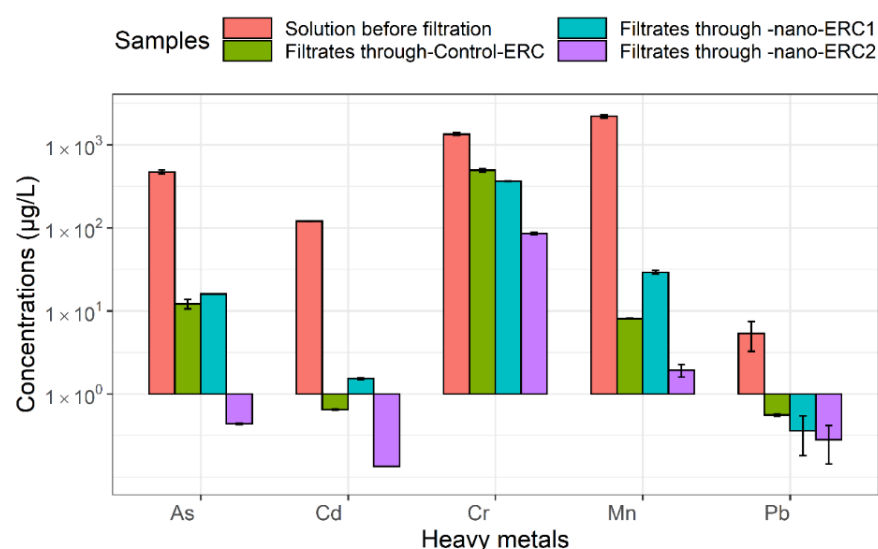 Samples
Solution before filtration
Filtrates through-Control-ERC
Filtrates through -nano-ERC1
Filtrates through -nano-ERC2
Concentrations (µg/L)
1 × 10³
1 × 10²
1 × 10¹
1 × 10⁰
As Cd Cr Mn Pb
Heavy metals